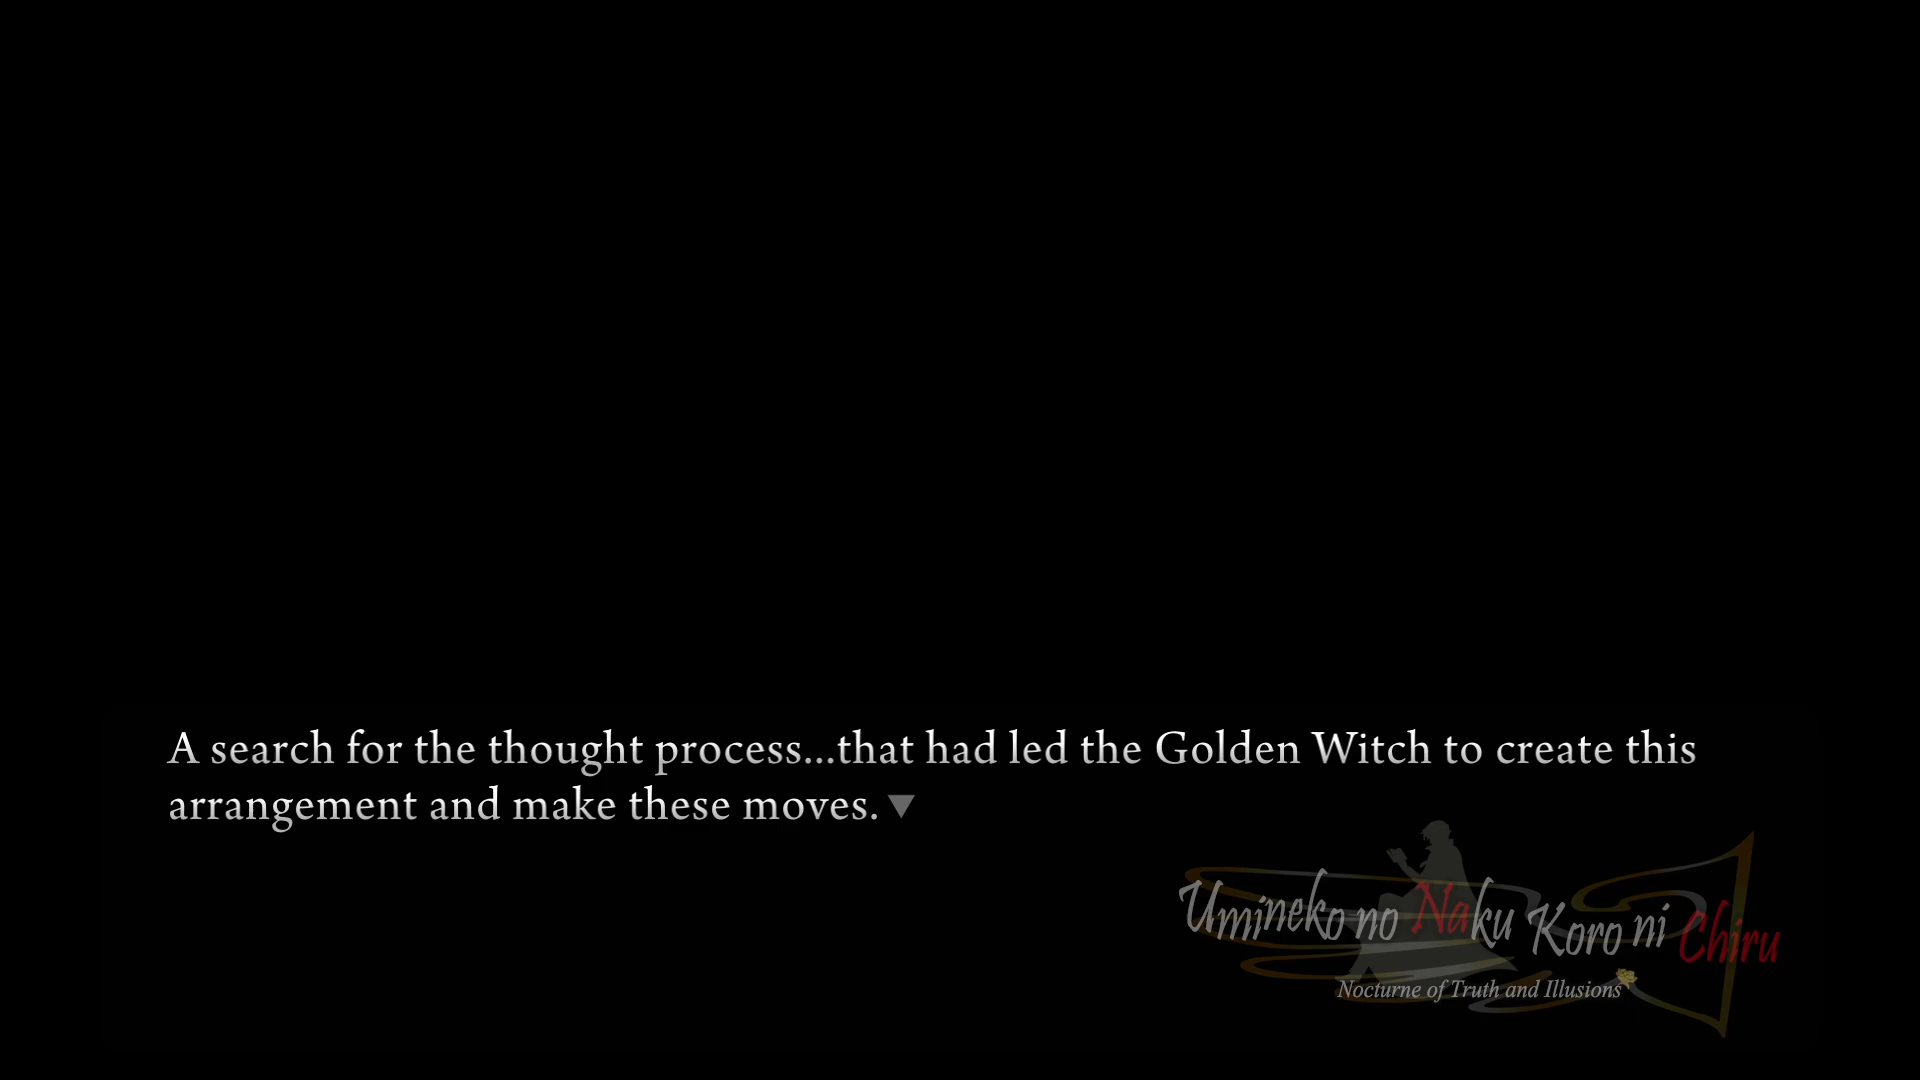 A search for the thought process...that had led the Golden Witch to create this
arrangement and make these moves.
Umineko no Naku Koro ni Chiru
Nocturne of Truth and Illusions